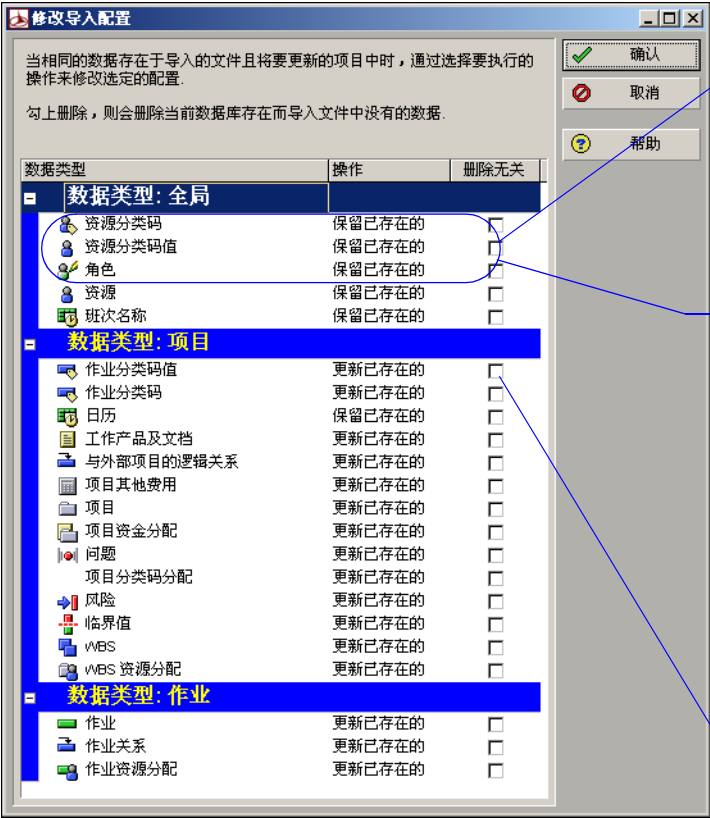 修改导入配置
当相同的数据存在于导入的文件且将要更新的项目中时，通过选择要执行的
操作来修改选定的配置.
勾上删除，则会删除当前数据库存在而导入文件中没有的数据.
确认
取消
帮助
数据类型 操作 删除无关
数据类型: 全局
资源分类码 保留已存在的
资源分类码值 保留已存在的
角色 保留已存在的
资源 保留已存在的
班次名称 保留已存在的
数据类型: 项目
作业分类码值 更新已存在的
作业分类码 更新已存在的
日历 保留已存在的
工作产品及文档 更新已存在的
与外部项目的逻辑关系 更新已存在的
项目其他费用 更新已存在的
项目 更新已存在的
项目资金分配 更新已存在的
问题 更新已存在的
项目分类码分配 更新已存在的
风险 更新已存在的
临界值 更新已存在的
WBS 更新已存在的
WBS 资源分配 更新已存在的
数据类型: 作业
作业 更新已存在的
作业关系 更新已存在的
作业资源分配 更新已存在的